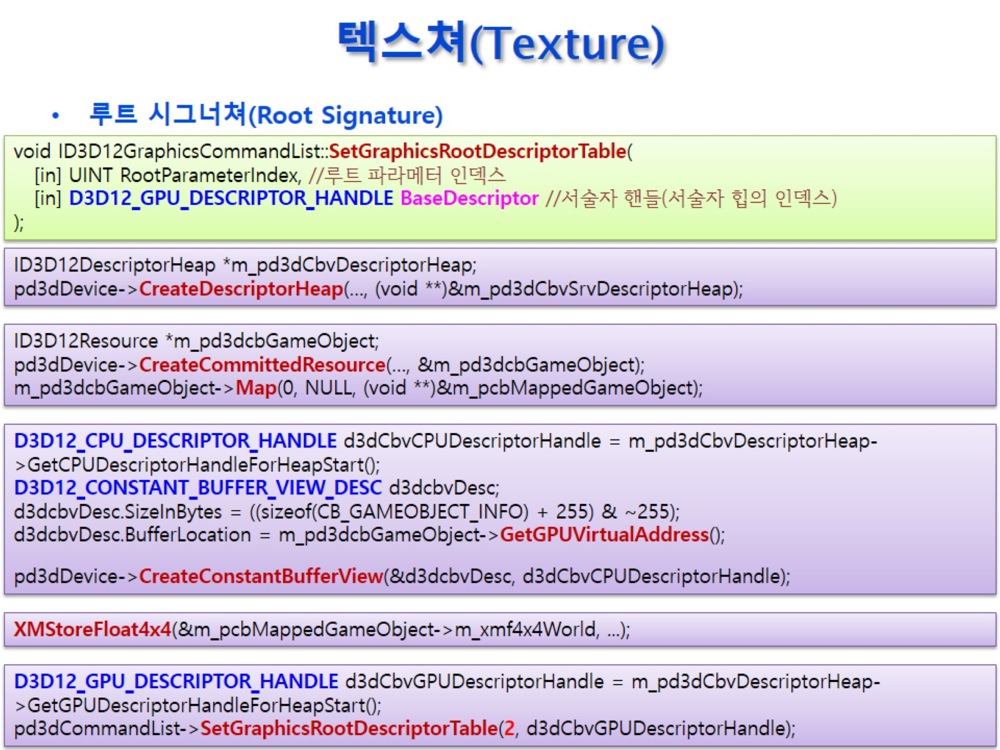 텍스쳐(Texture)
• 루트 시그너쳐(Root Signature)
void ID3D12GraphicsCommandList::SetGraphicsRootDescriptorTable(
[in] UINT RootParameterIndex, //루트 파라메터 인덱스
[in] D3D12_GPU_DESCRIPTOR_HANDLE BaseDescriptor //서술자 핸들(서술자 힙의 인덱스)
);
ID3D12DescriptorHeap *m_pd3dCbvDescriptorHeap;
pd3dDevice->CreateDescriptorHeap(..., (void **)&m_pd3dCbvSrvDescriptorHeap);
ID3D12Resource *m_pd3dcbGameObject;
pd3dDevice->CreateCommittedResource(..., &m_pd3dcbGameObject);
m_pd3dcbGameObject->Map(0, NULL, (void **)&m_pcbMappedGameObject);
D3D12_CPU_DESCRIPTOR_HANDLE d3dCbvCPUDescriptorHandle = m_pd3dCbvDescriptorHeap-
>GetCPUDescriptorHandleForHeapStart();
D3D12_CONSTANT_BUFFER_VIEW_DESC d3dcbvDesc;
d3dcbvDesc.SizeInBytes = ((sizeof(CB_GAMEOBJECT_INFO) + 255) & ~255);
d3dcbvDesc.BufferLocation = m_pd3dcbGameObject->GetGPUVirtualAddress();
pd3dDevice->CreateConstantBufferView(&d3dcbvDesc, d3dCbvCPUDescriptorHandle);
XMStoreFloat4x4(&m_pcbMappedGameObject->m_xmf4x4World, ...);
D3D12_GPU_DESCRIPTOR_HANDLE d3dCbvGPUDescriptorHandle = m_pd3dCbvDescriptorHeap-
>GetGPUDescriptorHandleForHeapStart();
pd3dCommandList->SetGraphicsRootDescriptorTable(2, d3dCbvGPUDescriptorHandle);